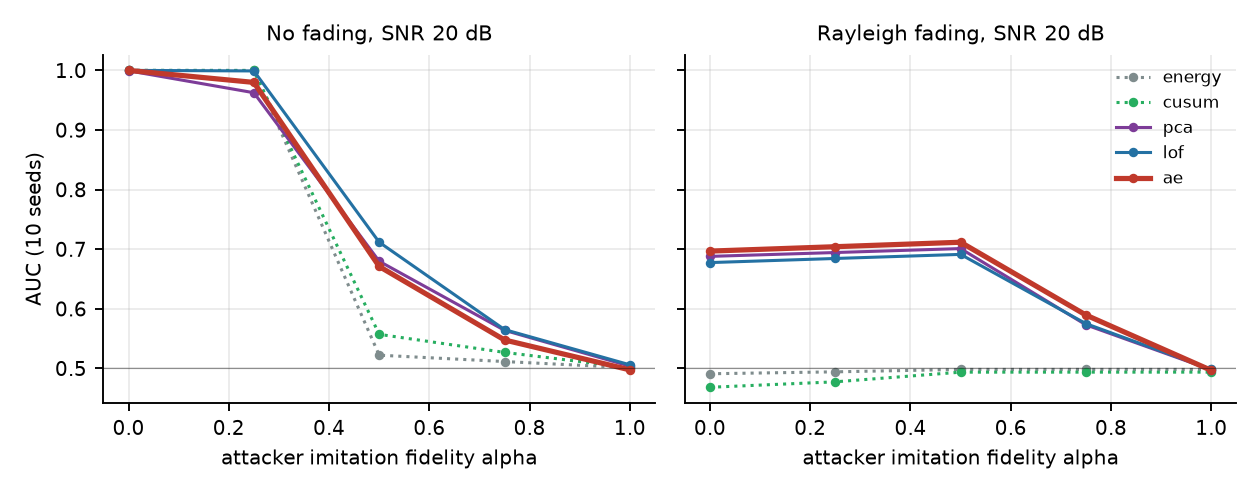 No fading, SNR 20 dB
AUC (10 seeds)
1.0
0.9
0.8
0.7
0.6
0.5
0.0 0.2 0.4 0.6 0.8 1.0
attacker imitation fidelity alpha
Rayleigh fading, SNR 20 dB
energy
cusum
pca
lof
ae
0.0 0.2 0.4 0.6 0.8 1.0
attacker imitation fidelity alpha